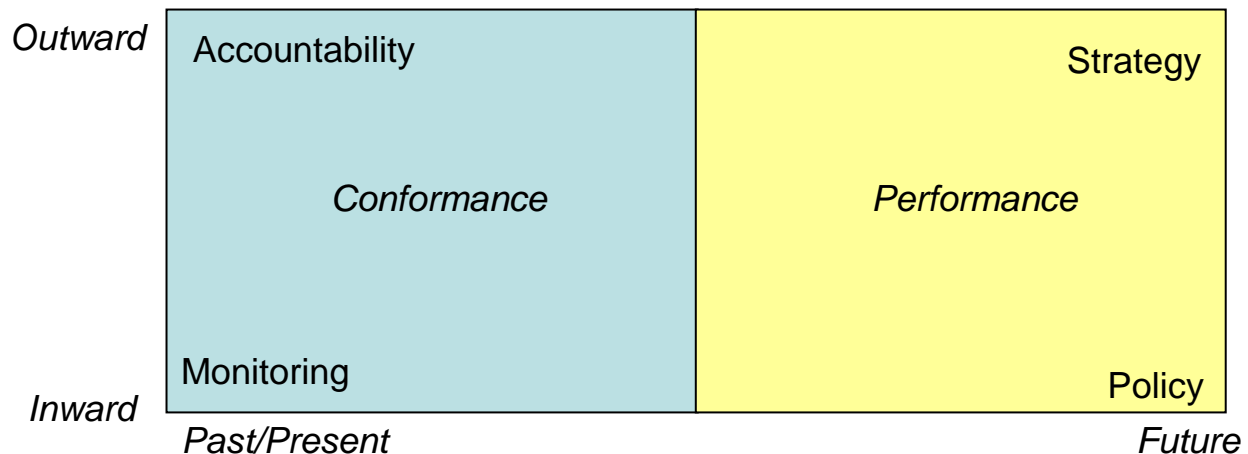 Outward
Accountability
Strategy
Conformance
Performance
Monitoring
Policy
Inward
Past/Present
Future